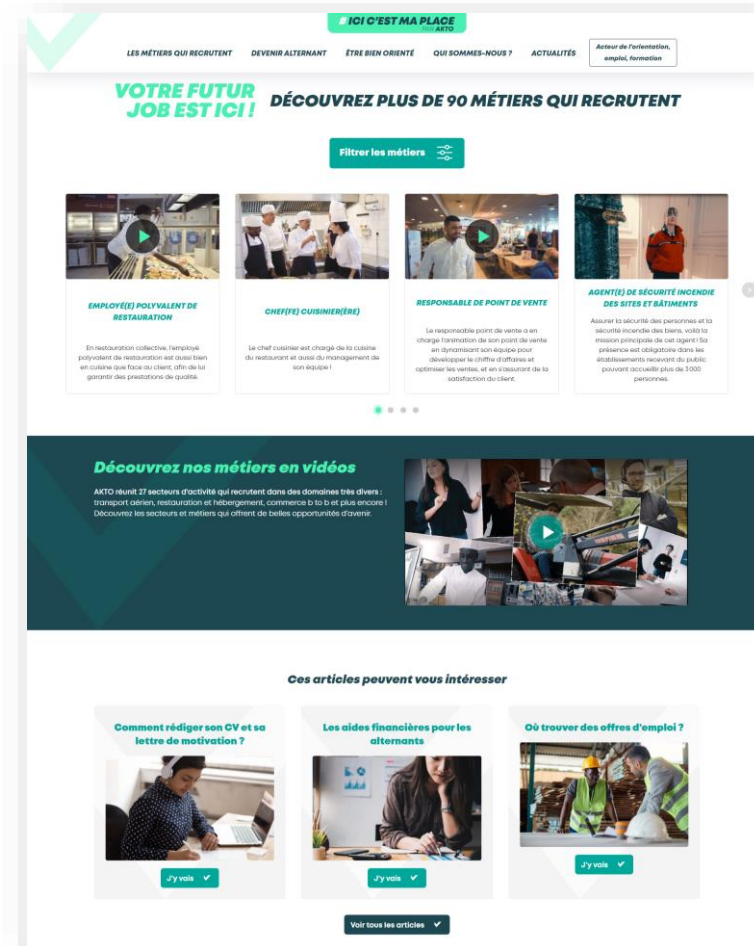 # ICI C'EST MA PLACE
PAR AKTO
LES MÉTIERS QUI RECRUTENT
DEVENIR ALTERNANT
ÊTRE BIEN ORIENTÉ
QUI SOMMES-NOUS ?
ACTUALITÉS
Acteur de l'orientation,
emploi, formation
VOTRE FUTUR
JOB EST ICI !
DÉCOUVREZ PLUS DE 90 MÉTIERS QUI RECRUTENT
Filtrer les métiers
EMPLOYÉ(E) POLYVALENT DE
RESTAURATION
En restauration collective, l'employé
polyvalent de restauration est aussi bien
en cuisine que face au client, afin de lui
garantir des prestations de qualité.
CHEF(FE) CUISINIER(ÈRE)
Le chef cuisinier est chargé de la cuisine
du restaurant et aussi du management de
son équipe !
RESPONSABLE DE POINT DE VENTE
Le responsable point de vente a en
charge l'animation de son point de vente
en dynamisant son équipe pour
développer le chiffre d'affaires et
optimiser les ventes, et en s'assurant de la
satisfaction du client.
AGENT(E) DE SÉCURITÉ INCENDIE
DES SITES ET BÂTIMENTS
Assurer la sécurité des personnes et la
sécurité incendie des biens, voilà la
mission principale de cet agent ! Sa
présence est obligatoire dans les
établissements recevant du public
pouvant accueillir plus de 3 000
personnes.
Découvrez nos métiers en vidéos
AKTO réunit 27 secteurs d'activité qui recrutent dans des domaines très divers :
transport aérien, restauration et hébergement, commerce b to b et plus encore !
Découvrez les secteurs et métiers qui offrent de belles opportunités d'avenir.
Ces articles peuvent vous intéresser
Comment rédiger son CV et sa
lettre de motivation ?
J'y vais
Les aides financières pour les
alternants
J'y vais
Où trouver des offres d'emploi ?
J'y vais
Voir tous les articles